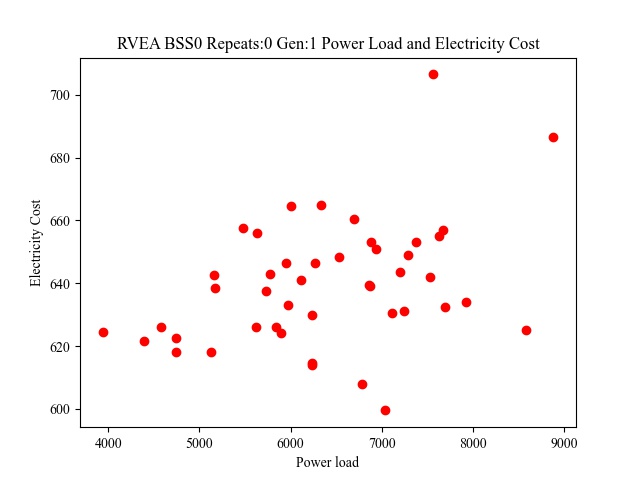 RVEA BSS0 Repeats:0 Gen:1 Power Load and Electricity Cost
700
680
660
640
620
600
Electricity Cost
4000 5000 6000 7000 8000 9000
Power load